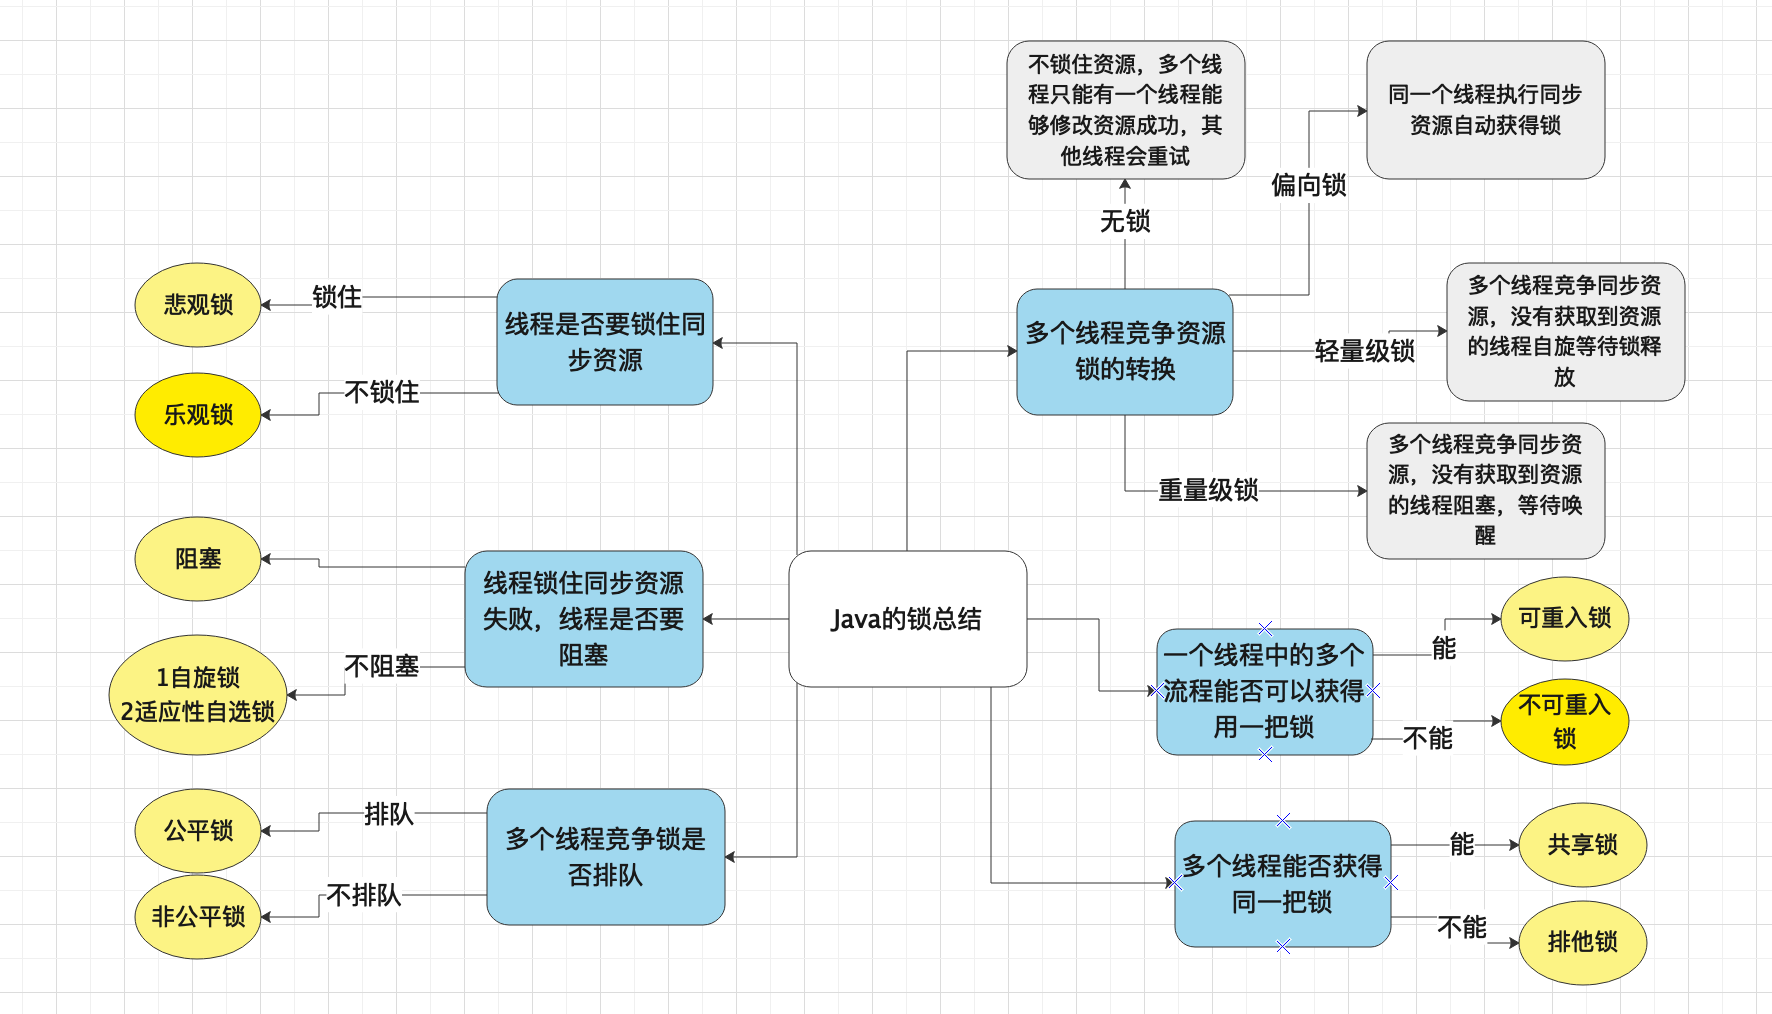 不锁住资源，多个线
程只能有一个线程能
够修改资源成功，其
他线程会重试
同一个线程执行同步
资源自动获得锁
偏向锁
无锁
多个线程竞争资源
锁的转换
轻量级锁
多个线程竞争同步资
源，没有获取到资源
的线程自旋等待锁释
放
重量级锁
多个线程竞争同步资
源，没有获取到资源
的线程阻塞，等待唤
醒
悲观锁
锁住
线程是否要锁住同
步资源
乐观锁
不锁住
阻塞
线程锁住同步资源
失败，线程是否要
阻塞
不阻塞
1自旋锁
2适应性自选锁
Java的锁总结
公平锁
排队
多个线程竞争锁是
否排队
非公平锁
不排队
一个线程中的多个
流程能否可以获得
用一把锁
能
可重入锁
不能
不可重入
锁
多个线程能否获得
同一把锁
能
共享锁
不能
排他锁